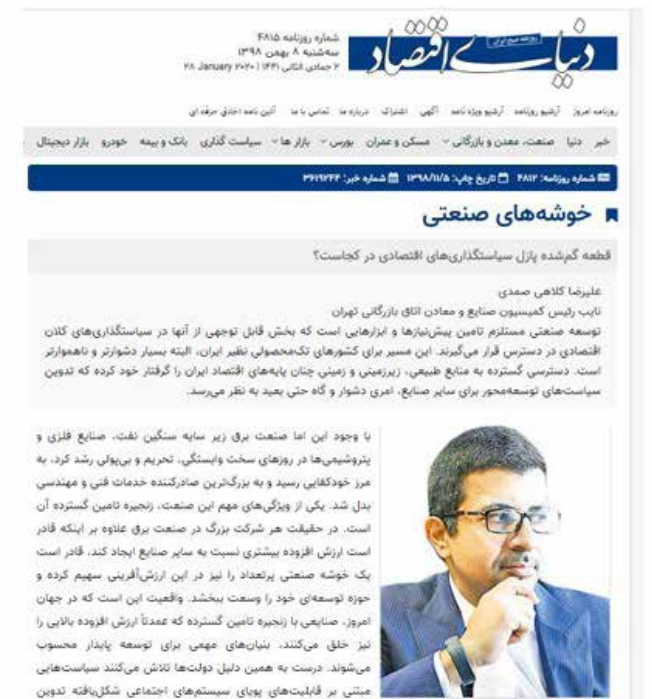 روزنامه صبح ایران
دنیای اقتصاد
شماره روزنامه ۴۸۱۵
سه‌شنبه ۸ بهمن ۱۳۹۸
۲ جمادی الثانی ۱۴۴۱ | ۲۰۲۰ January ۲۸
روزنامه امروز آرشیو روزنامه آرشیو ویژه نامه آگهی اشتراک درباره ما تماس با ما آئین نامه اخلاق حرفه ای
خبر دنیا صنعت، معدن و بازرگانی مسکن و عمران بورس بازار ها سیاست گذاری بانک و بیمه خودرو بازار دیجیتال
شماره روزنامه: ۴۸۱۲ تاریخ چاپ: ۱۳۹۸/۱۱/۵ شماره خبر: ۳۶۱۹۲۴۴
خوشه‌های صنعتی
قطعه گم‌شده پازل سیاستگذاری‌های اقتصادی در کجاست؟
علیرضا کلاهی صمدی
نایب رئیس کمیسیون صنایع و معادن اتاق بازرگانی تهران
توسعه صنعتی مستلزم تامین پیش‌نیازها و ابزارهایی است که بخش قابل توجهی از آنها در سیاستگذاری‌های کلان
اقتصادی در دسترس قرار می‌گیرند. این مسیر برای کشورهای تک‌محصولی نظیر ایران، البته بسیار دشوارتر و ناهموارتر
است. دسترسی گسترده به منابع طبیعی، زیرزمینی و زمینی چنان پایه‌های اقتصاد ایران را گرفتار خود کرده که تدوین
سیاست‌های توسعه‌محور برای سایر صنایع، امری دشوار و گاه حتی بعید به نظر می‌رسد.
با وجود این اما صنعت برق زیر سایه سنگین نفت، صنایع فلزی و
پتروشیمی‌ها در روزهای سخت وابستگی، تحریم و بی‌پولی رشد کرد، به
مرز خودکفایی رسید و به بزرگ‌ترین صادرکننده خدمات فنی و مهندسی
بدل شد. یکی از ویژگی‌های مهم این صنعت، زنجیره تامین گسترده آن
است. در حقیقت هر شرکت بزرگ در صنعت برق علاوه بر اینکه قادر
است ارزش افزوده بیشتری نسبت به سایر صنایع ایجاد کند، قادر است
یک خوشه صنعتی پرتعداد را نیز در این ارزش‌آفرینی سهیم کرده و
حوزه توسعه‌ای خود را وسعت ببخشد. واقعیت این است که در جهان
امروز، صنایعی با زنجیره تامین گسترده که عمدتاً ارزش افزوده بالایی را
نیز خلق می‌کنند، بنیان‌های مهمی برای توسعه پایدار محسوب
می‌شوند. درست به همین دلیل دولت‌ها تلاش می‌کنند سیاست‌هایی
مبتنی بر قابلیت‌های پویای سیستم‌های اجتماعی شکل‌یافته تدوین